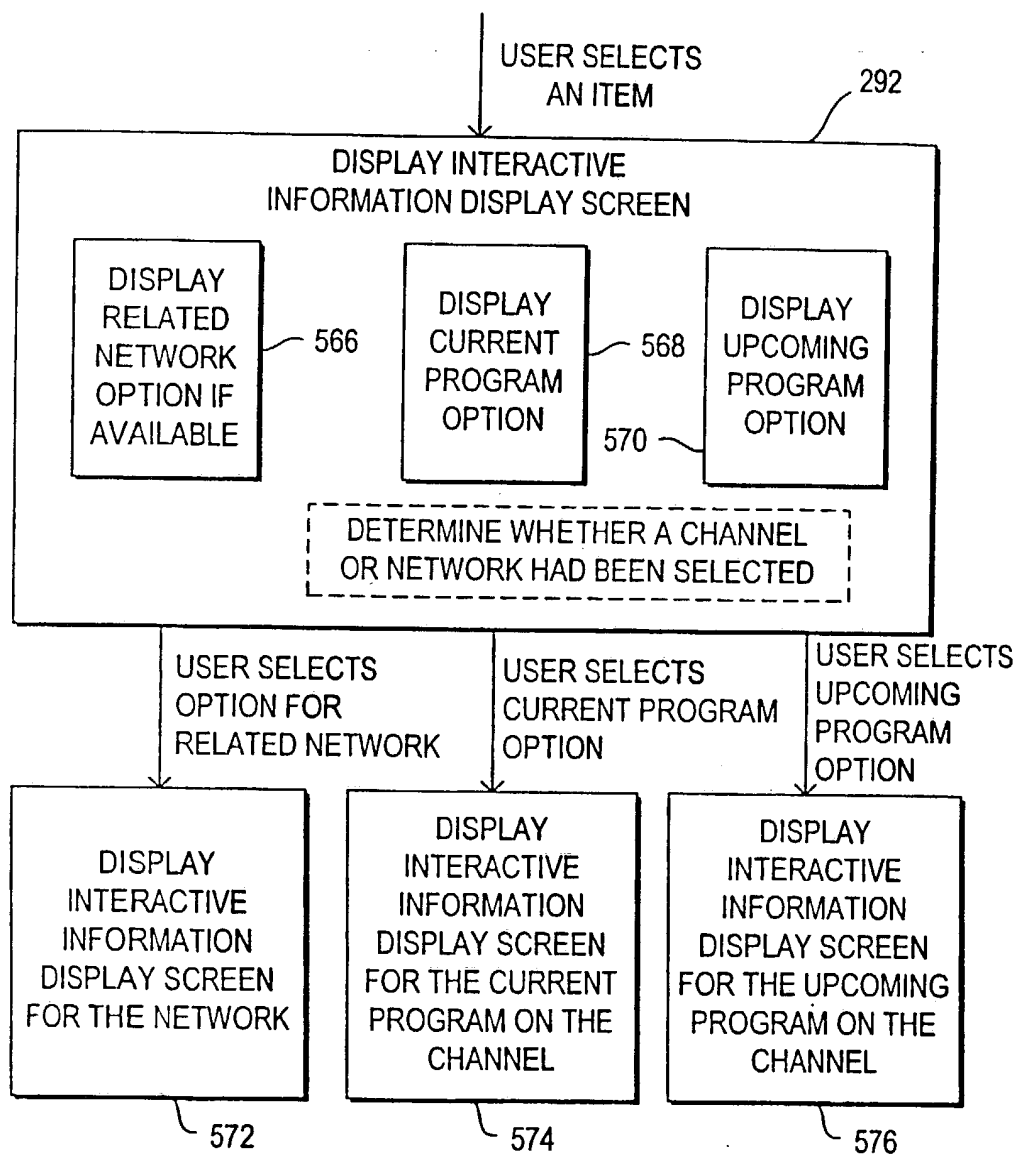 USER SELECTS
AN ITEM
292
DISPLAY INTERACTIVE
INFORMATION DISPLAY SCREEN
DISPLAY
RELATED
NETWORK
OPTION IF
AVAILABLE
566
DISPLAY
CURRENT
PROGRAM
OPTION
568
DISPLAY
UPCOMING
PROGRAM
OPTION
570
DETERMINE WHETHER A CHANNEL
OR NETWORK HAD BEEN SELECTED
USER SELECTS
OPTION FOR
RELATED NETWORK
USER SELECTS
CURRENT PROGRAM
OPTION
USER SELECTS
UPCOMING
PROGRAM
OPTION
DISPLAY
INTERACTIVE
INFORMATION
DISPLAY SCREEN
FOR THE NETWORK
572
DISPLAY
INTERACTIVE
INFORMATION
DISPLAY SCREEN
FOR THE CURRENT
PROGRAM ON THE
CHANNEL
574
DISPLAY
INTERACTIVE
INFORMATION
DISPLAY SCREEN
FOR THE UPCOMING
PROGRAM ON THE
CHANNEL
576